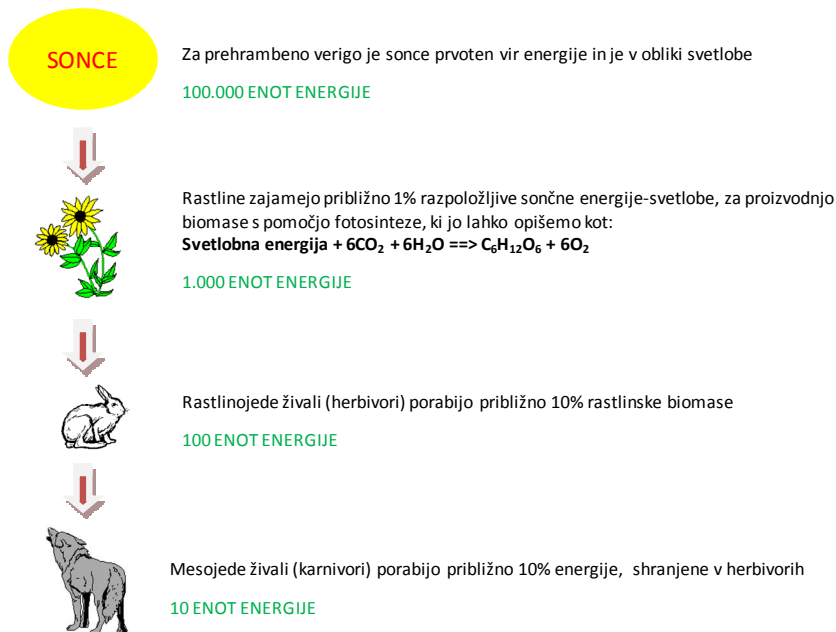 SONCE
Za prehrambeno verigo je sonce prvoten vir energije in je v obliki svetlobe
100.000 ENOT ENERGIJE
Rastline zajamejo približno 1% razpoložljive sončne energije-svetlobe, za proizvodnjo
biomase s pomočjo fotosinteze, ki jo lahko opišemo kot:
Svetlobna energija + 6CO₂ + 6H₂O ==> C₆H₁₂O₆ + 6O₂
1.000 ENOT ENERGIJE
Rastlinojede živali (herbivori) porabijo približno 10% rastlinske biomase
100 ENOT ENERGIJE
Mesojede živali (karnivori) porabijo približno 10% energije, shranjene v herbivorih
10 ENOT ENERGIJE